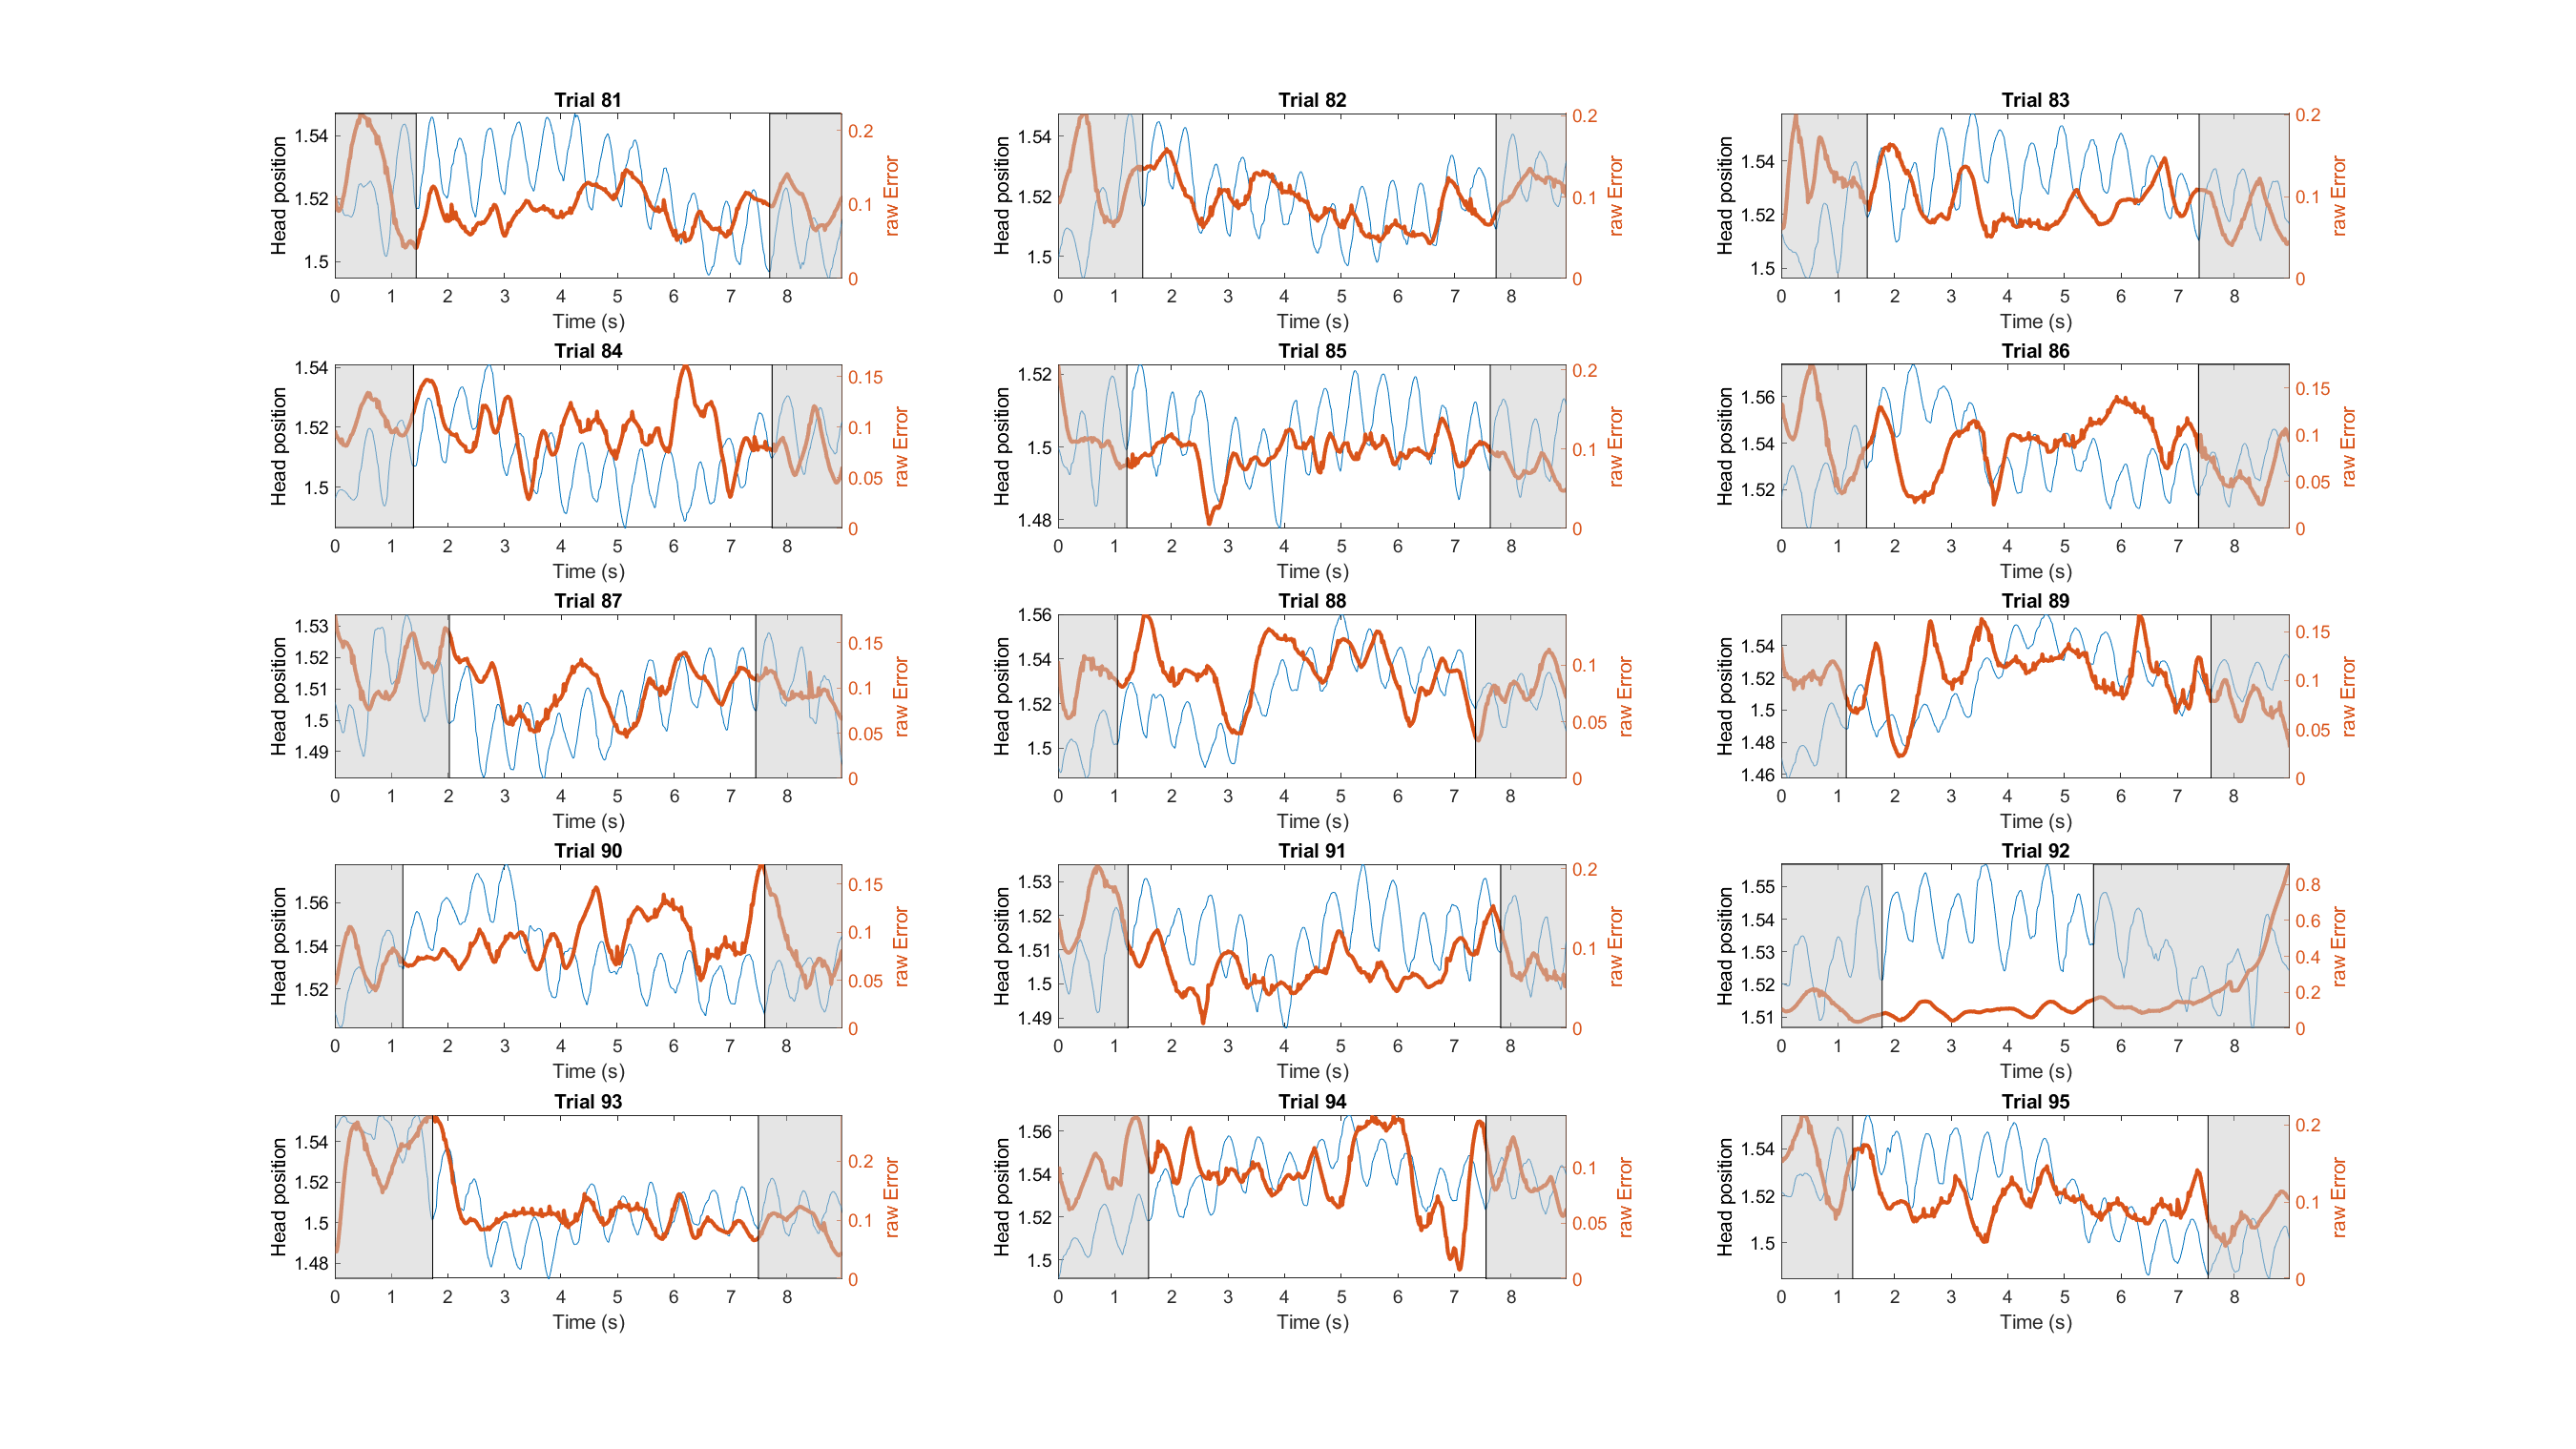 Trial 81
Head position
1.54
1.52
1.5
0.2
0.1
0
raw Error
0 1 2 3 4 5 6 7 8
Time (s)
Trial 82
Head position
1.54
1.52
1.5
0.2
0.1
0
raw Error
0 1 2 3 4 5 6 7 8
Time (s)
Trial 83
Head position
1.54
1.52
1.5
0.2
0.1
0
raw Error
0 1 2 3 4 5 6 7 8
Time (s)
Trial 84
Head position
1.54
1.52
1.5
0.15
0.1
0.05
0
raw Error
0 1 2 3 4 5 6 7 8
Time (s)
Trial 85
Head position
1.52
1.5
1.48
0.2
0.1
0
raw Error
0 1 2 3 4 5 6 7 8
Time (s)
Trial 86
Head position
1.56
1.54
1.52
0.15
0.1
0.05
0
raw Error
0 1 2 3 4 5 6 7 8
Time (s)
Trial 87
Head position
1.53
1.52
1.51
1.5
1.49
0.15
0.1
0.05
0
raw Error
0 1 2 3 4 5 6 7 8
Time (s)
Trial 88
Head position
1.56
1.54
1.52
1.5
0.1
0.05
0
raw Error
0 1 2 3 4 5 6 7 8
Time (s)
Trial 89
Head position
1.54
1.52
1.5
1.48
1.46
0.15
0.1
0.05
0
raw Error
0 1 2 3 4 5 6 7 8
Time (s)
Trial 90
Head position
1.56
1.54
1.52
0.15
0.1
0.05
0
raw Error
0 1 2 3 4 5 6 7 8
Time (s)
Trial 91
Head position
1.53
1.52
1.51
1.5
1.49
0.2
0.1
0
raw Error
0 1 2 3 4 5 6 7 8
Time (s)
Trial 92
Head position
1.55
1.54
1.53
1.52
1.51
0.8
0.6
0.4
0.2
0
raw Error
0 1 2 3 4 5 6 7 8
Time (s)
Trial 93
Head position
1.54
1.52
1.5
1.48
0.2
0.1
0
raw Error
0 1 2 3 4 5 6 7 8
Time (s)
Trial 94
Head position
1.56
1.54
1.52
1.5
0.1
0.05
0
raw Error
0 1 2 3 4 5 6 7 8
Time (s)
Trial 95
Head position
1.54
1.52
1.5
0.2
0.1
0
raw Error
0 1 2 3 4 5 6 7 8
Time (s)